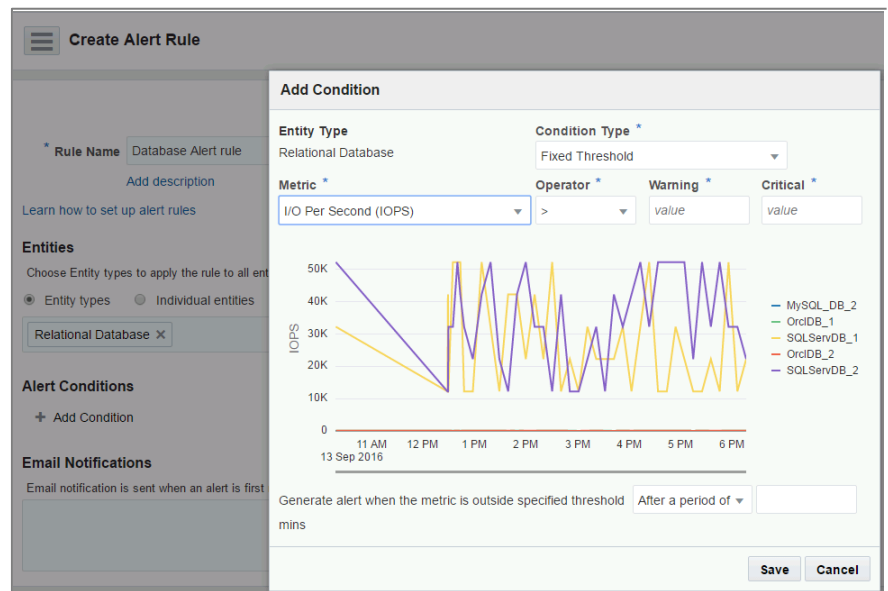 Create Alert Rule
* Rule Name Database Alert rule
Add description
Learn how to set up alert rules
Entities
Choose Entity types to apply the rule to all ent
Entity types Individual entities
Relational Database ×
Alert Conditions
+ Add Condition
Email Notifications
Email notification is sent when an alert is first
Add Condition
Entity Type
Relational Database
Condition Type *
Fixed Threshold
Metric * Operator * Warning * Critical *
I/O Per Second (IOPS) > value value
IOPS
50K
40K
30K
20K
10K
0
11 AM 12 PM 1 PM 2 PM 3 PM 4 PM 5 PM 6 PM
13 Sep 2016
MySQL_DB_2
OrclDB_1
SQLServDB_1
OrclDB_2
SQLServDB_2
Generate alert when the metric is outside specified threshold After a period of
mins
Save Cancel